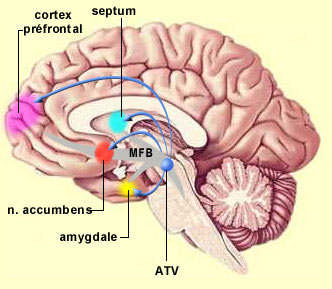 cortex
préfrontal
septum
MFB
n. accumbens
amygdale
ATV